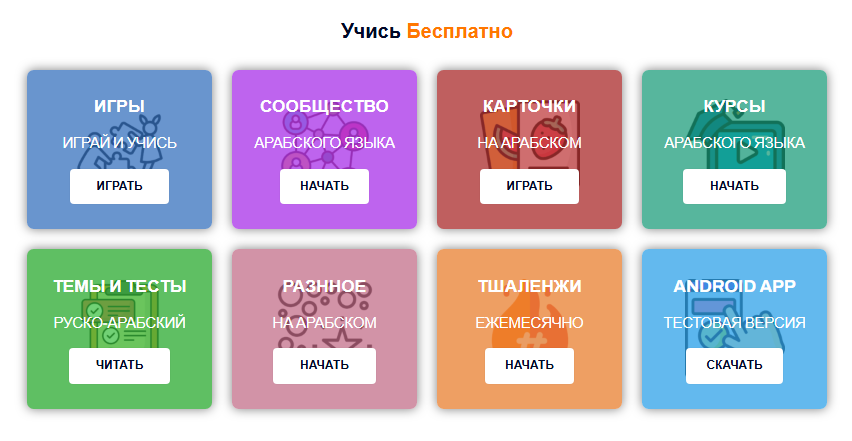 Учись Бесплатно
ИГРЫ
ИГРАЙ И УЧИСЬ
ИГРАТЬ
СООБЩЕСТВО
АРАБСКОГО ЯЗЫКА
НАЧАТЬ
КАРТОЧКИ
НА АРАБСКОМ
ИГРАТЬ
КУРСЫ
АРАБСКОГО ЯЗЫКА
НАЧАТЬ
ТЕМЫ И ТЕСТЫ
РУСКО-АРАБСКИЙ
ЧИТАТЬ
РАЗННОЕ
НА АРАБСКОМ
НАЧАТЬ
ТШАЛЕНЖИ
ЕЖЕМЕСЯЧНО
#
НАЧАТЬ
ANDROID APP
ТЕСТОВАЯ ВЕРСИЯ
СКАЧАТЬ